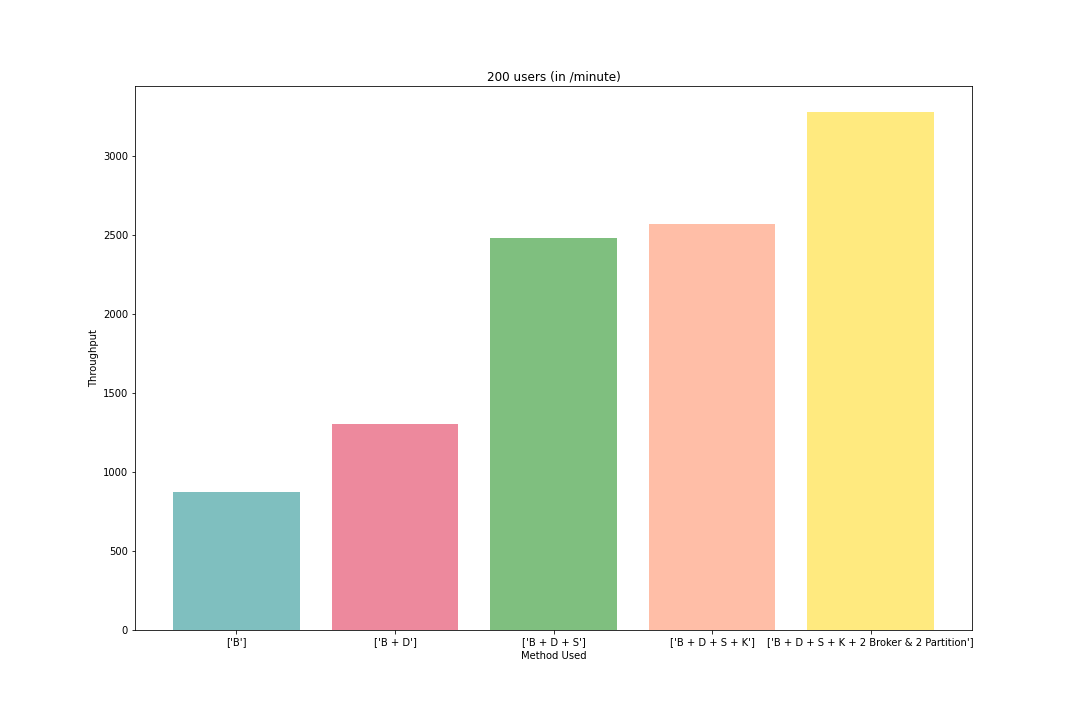 200 users (in /minute)
3000
2500
2000
1500
1000
500
0
Throughput
['B']
['B + D']
['B + D + S']
['B + D + S + K']
['B + D + S + K + 2 Broker & 2 Partition']
Method Used